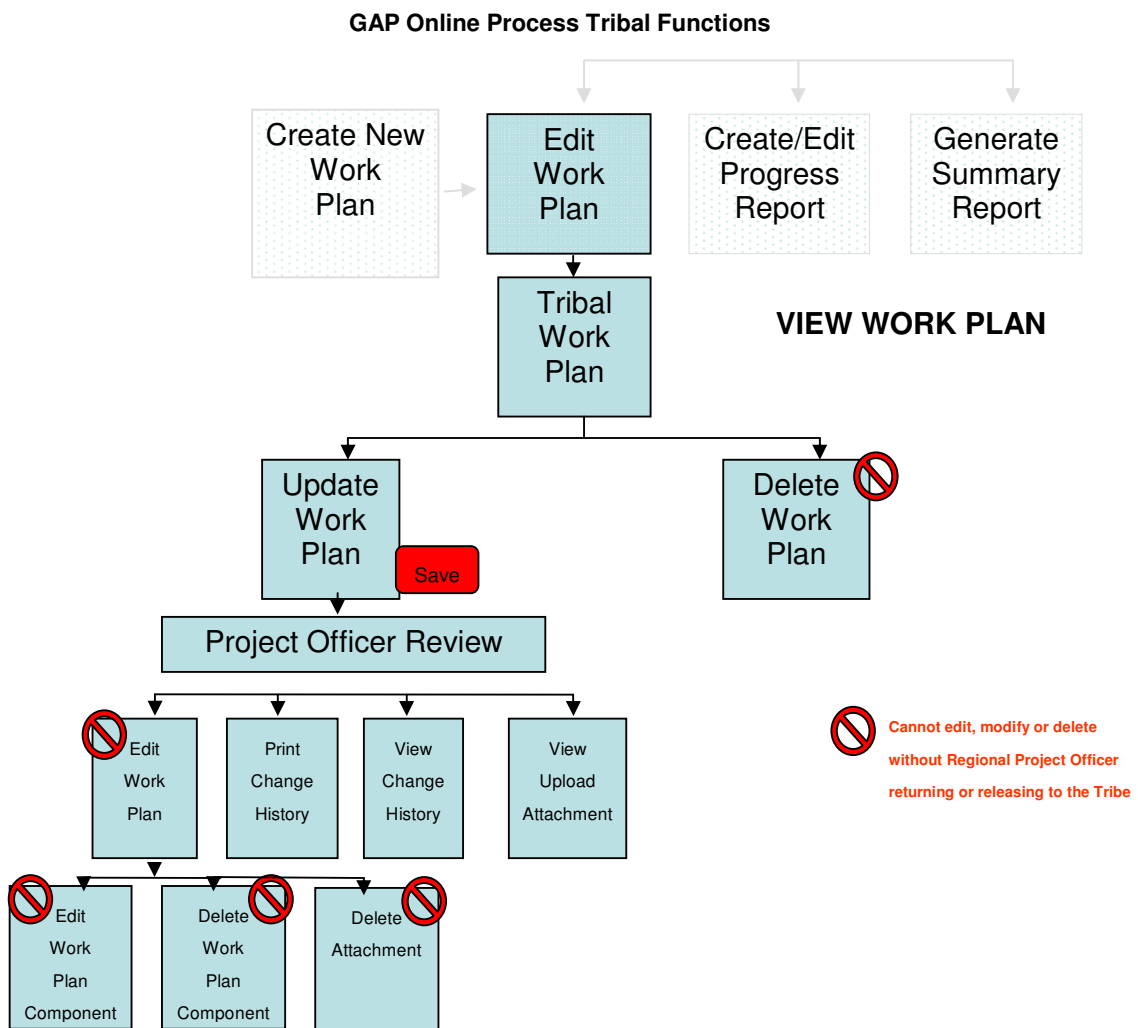 GAP Online Process Tribal Functions
Create New
Work
Plan
Edit
Work
Plan
Create/Edit
Progress
Report
Generate
Summary
Report
Tribal
Work
Plan
VIEW WORK PLAN
Update
Work
Plan
Save
Delete
Work
Plan
Project Officer Review
Edit
Work
Plan
Print
Change
History
View
Change
History
View
Upload
Attachment
Cannot edit, modify or delete
without Regional Project Officer
returning or releasing to the Tribe
Edit
Work
Plan
Component
Delete
Work
Plan
Component
Delete
Attachment